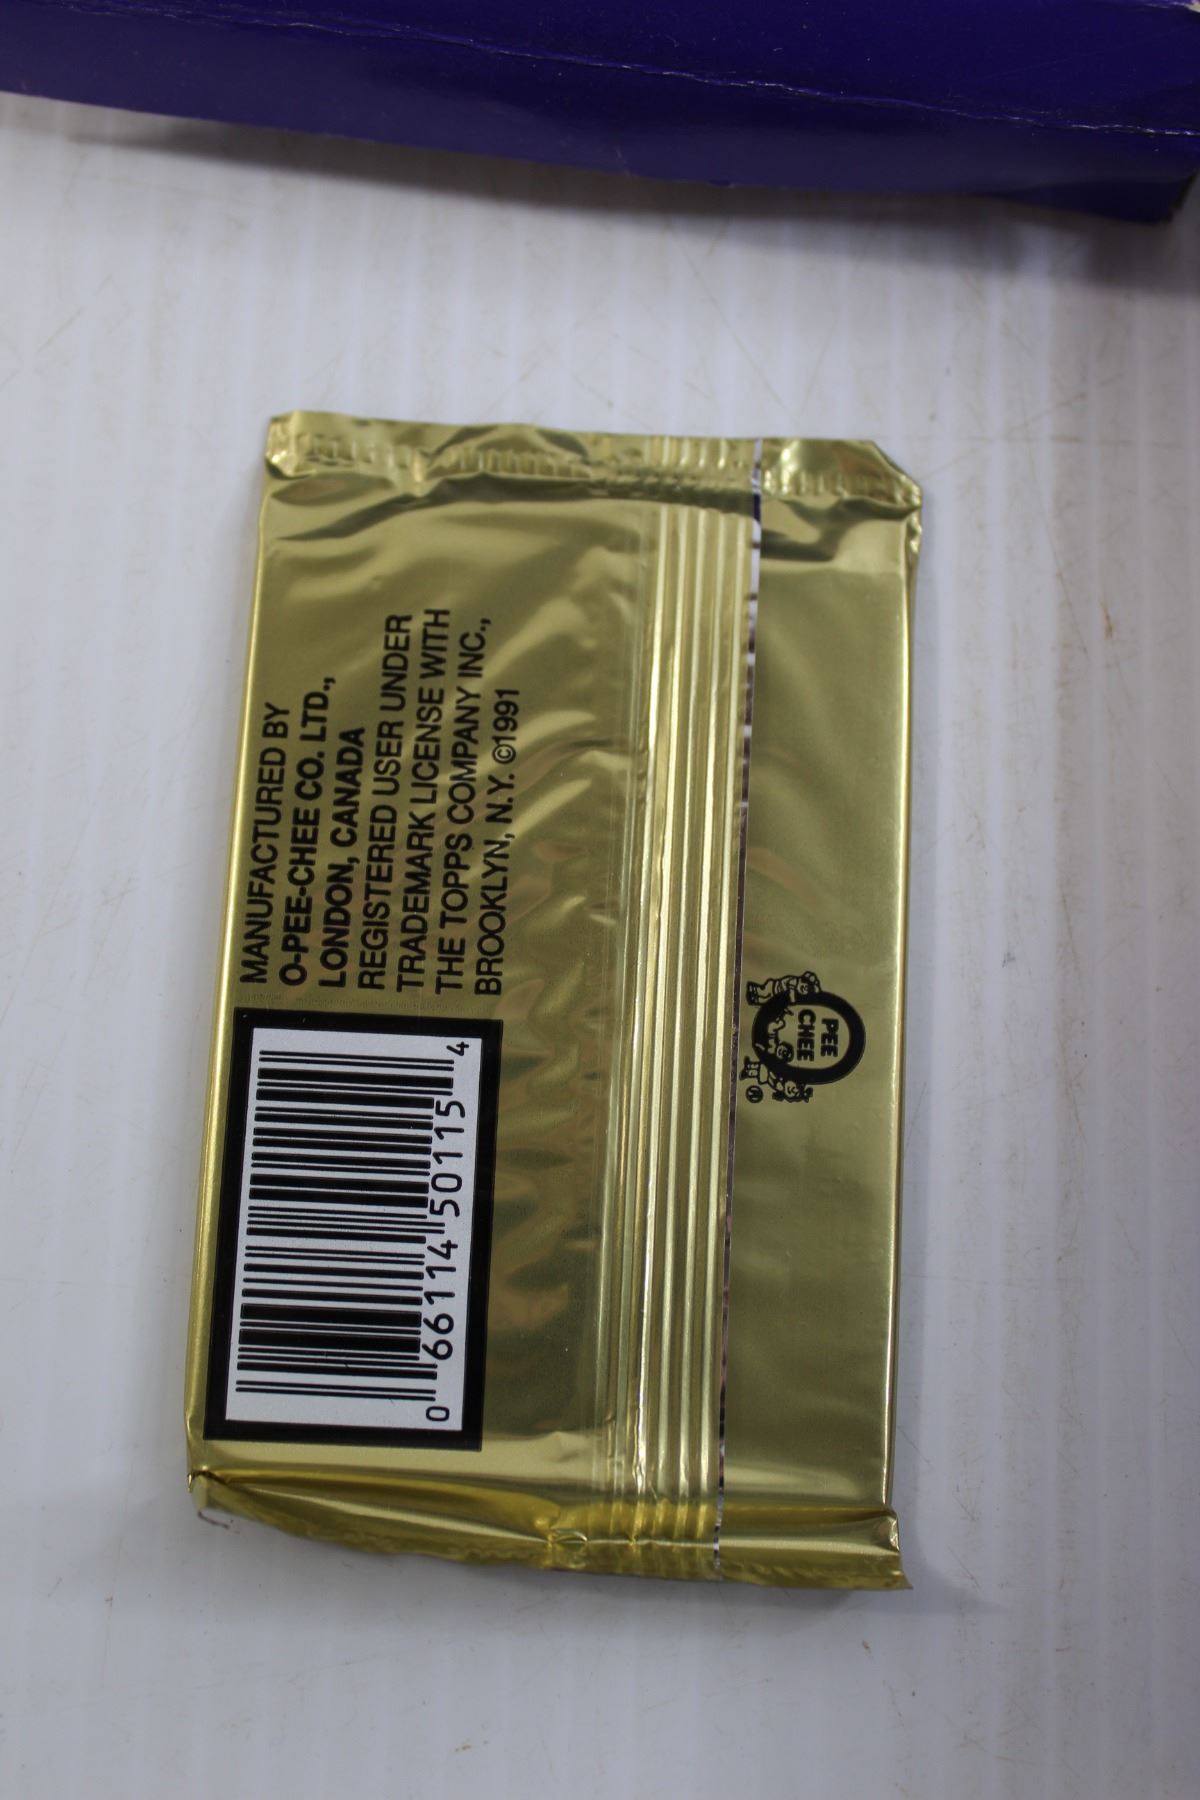 MANUFACTURED BY
O-PEE-CHEE CO. LTD.,
LONDON, CANADA
REGISTERED USER UNDER
TRADEMARK LICENSE WITH
THE TOPPS COMPANY INC.,
BROOKLYN, N.Y. ©1991
0 66114 50115 4
O
PEE
CHEE
®